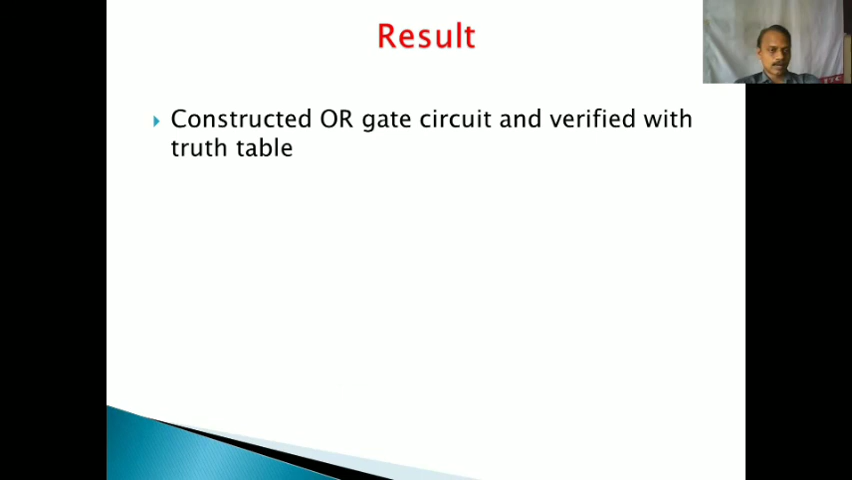 Result
Constructed OR gate circuit and verified with
truth table